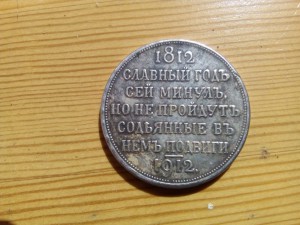 1812
СЛАВНЫЙ ГОДЪ
СЕЙ МИНУЛЪ,
НО НЕ ПРОЙДУТЪ
СОДѢЯННЫЕ ВЪ
НЕМЪ ПОДВИГИ
1912.